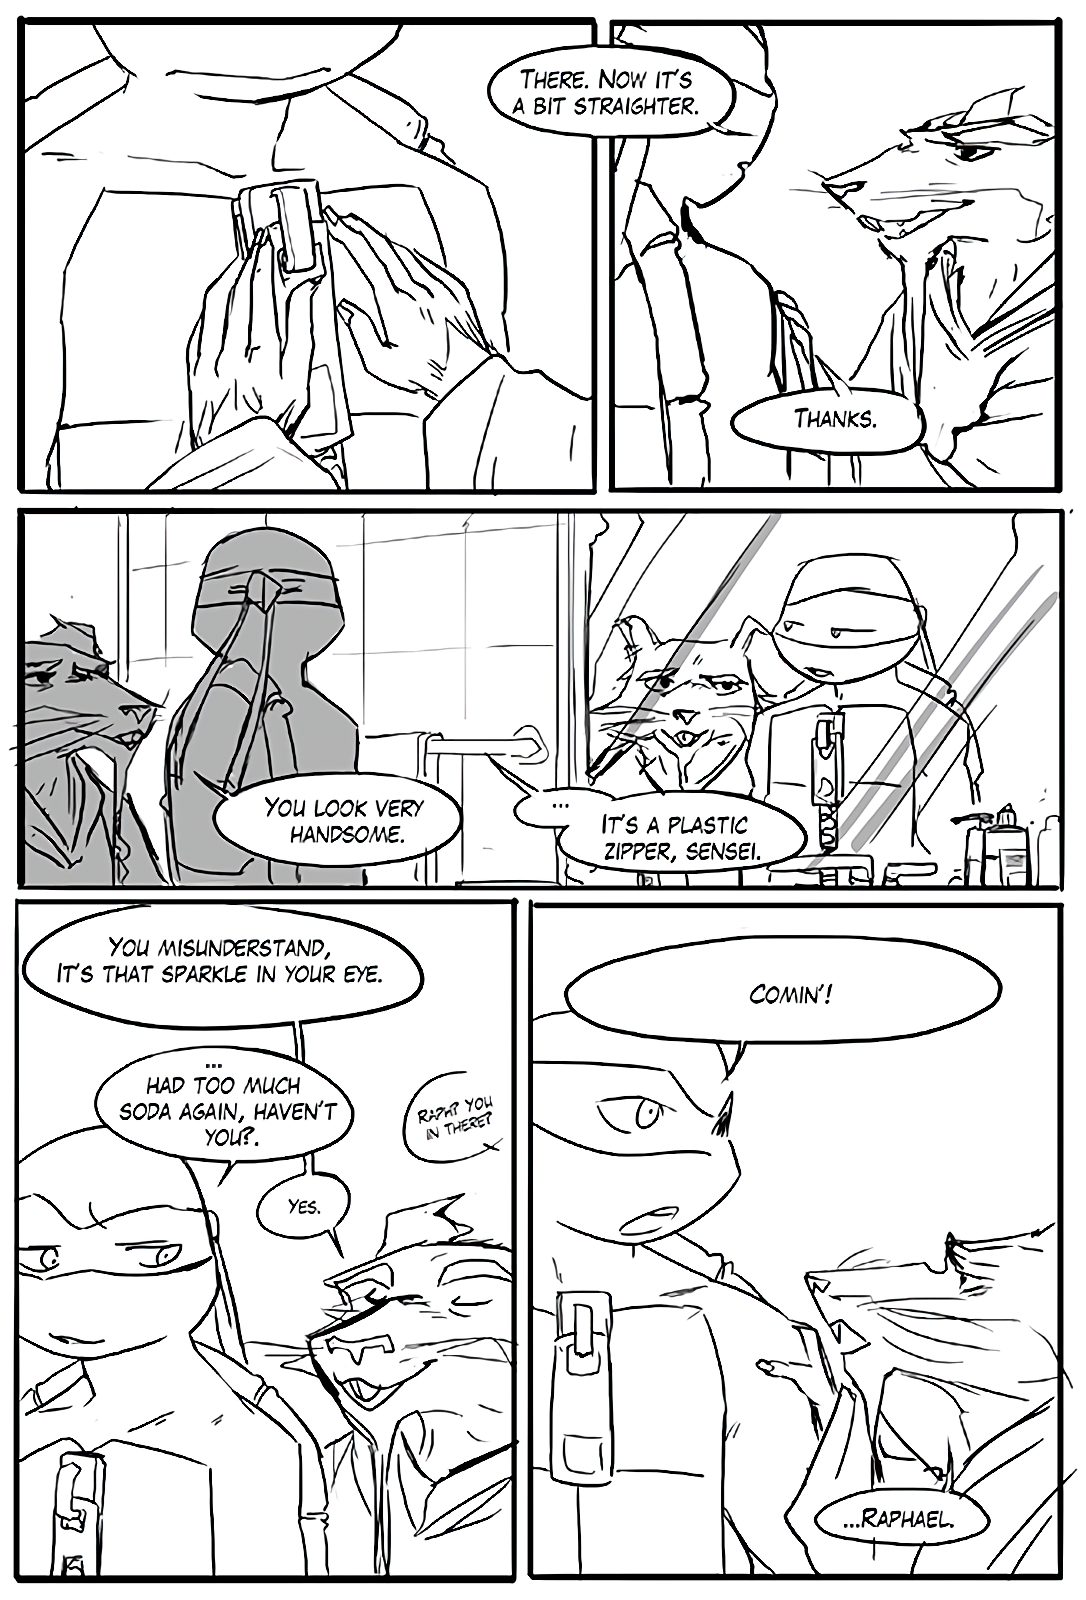 THERE. NOW IT'S
A BIT STRAIGHTER.
THANKS.
YOU LOOK VERY
HANDSOME.
...
IT'S A PLASTIC
ZIPPER, SENSEI.
YOU MISUNDERSTAND,
IT'S THAT SPARKLE IN YOUR EYE.
...
HAD TOO MUCH
SODA AGAIN, HAVEN'T
YOU?.
YES.
RAPH? YOU
IN THERE?
COMIN'!
...RAPHAEL.